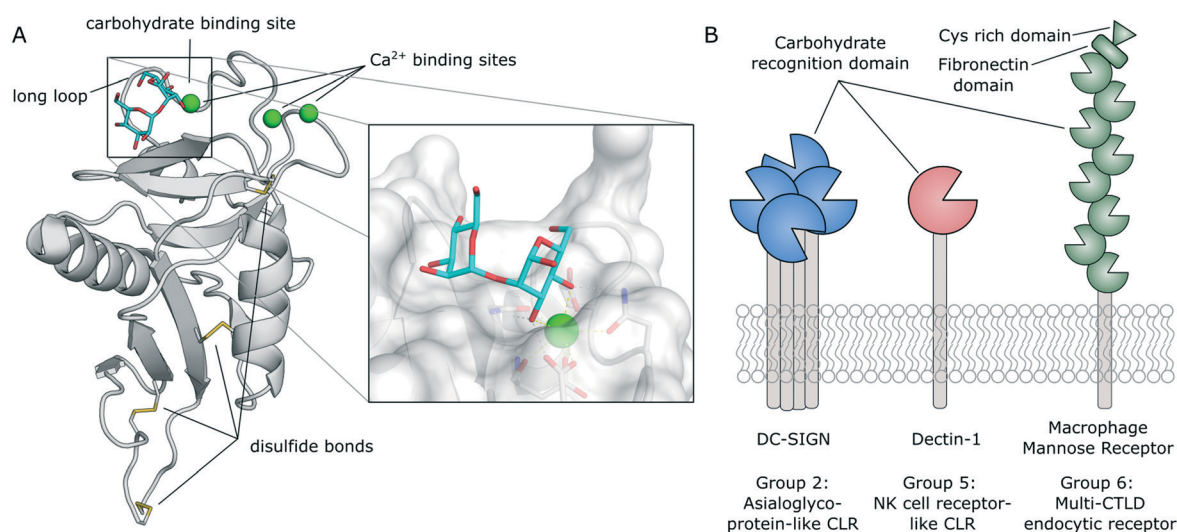 A
carbohydrate binding site
Ca²⁺ binding sites
long loop
disulfide bonds
B
Carbohydrate
recognition domain
Cys rich domain
Fibronectin
domain
DC-SIGN
Dectin-1
Macrophage
Mannose Receptor
Group 2:
Asialoglyco-
protein-like CLR
Group 5:
NK cell receptor-
like CLR
Group 6:
Multi-CTLD
endocytic receptor